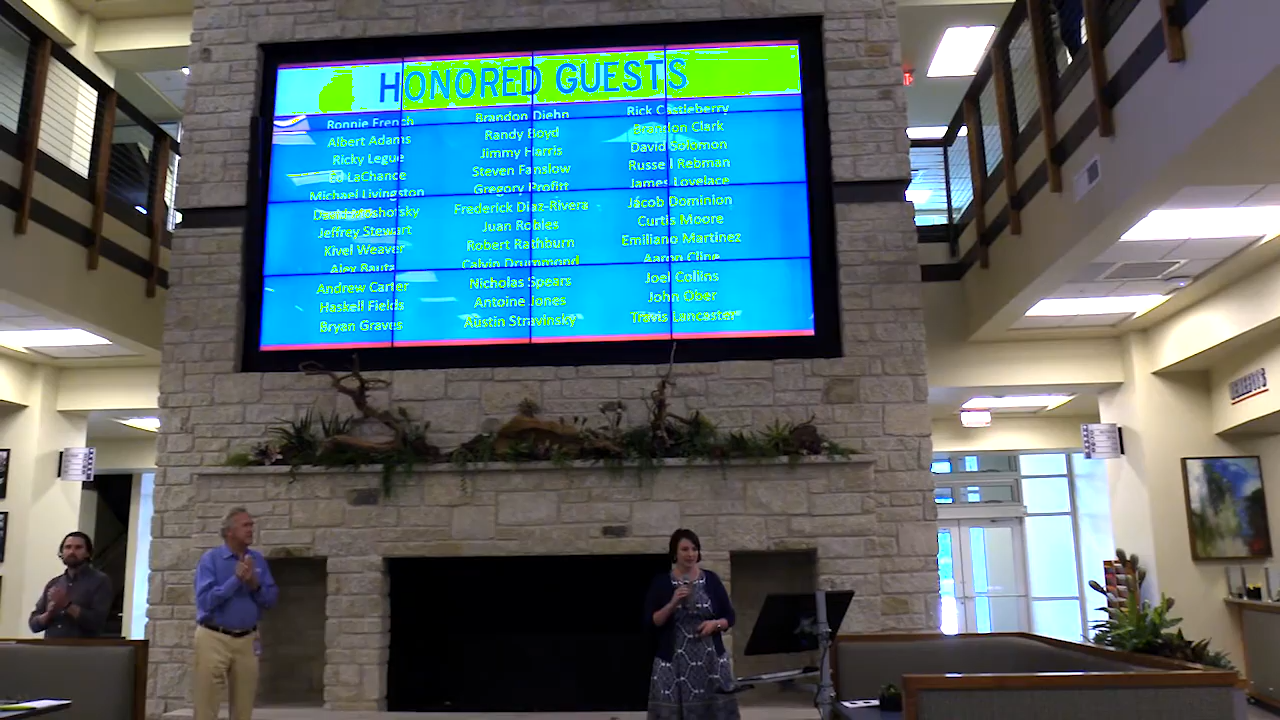 HONORED GUESTS
Ronnie French
Albert Adams
Ricky Legue
Ed LaChance
Michael Livingston
Jeffrey Stewart
Kivel Weaver
Alex Bauta
Andrew Carter
Haskell Fields
Bryan Graves
Brandon Diehn
Randy Boyd
Jimmy Harris
Steven Fanslow
Gregory Profitt
Frederick Diaz-Rivera
Juan Robles
Robert Rathburn
Calvin Drummond
Nicholas Spears
Antoine Jones
Austin Stravinsky
Rick Castleberry
Brandon Clark
David Solomon
Russell Rebman
James Lovelace
Jacob Dominion
Curtis Moore
Emiliano Martinez
Aaron Cline
Joel Collins
John Ober
Travis Lancaster